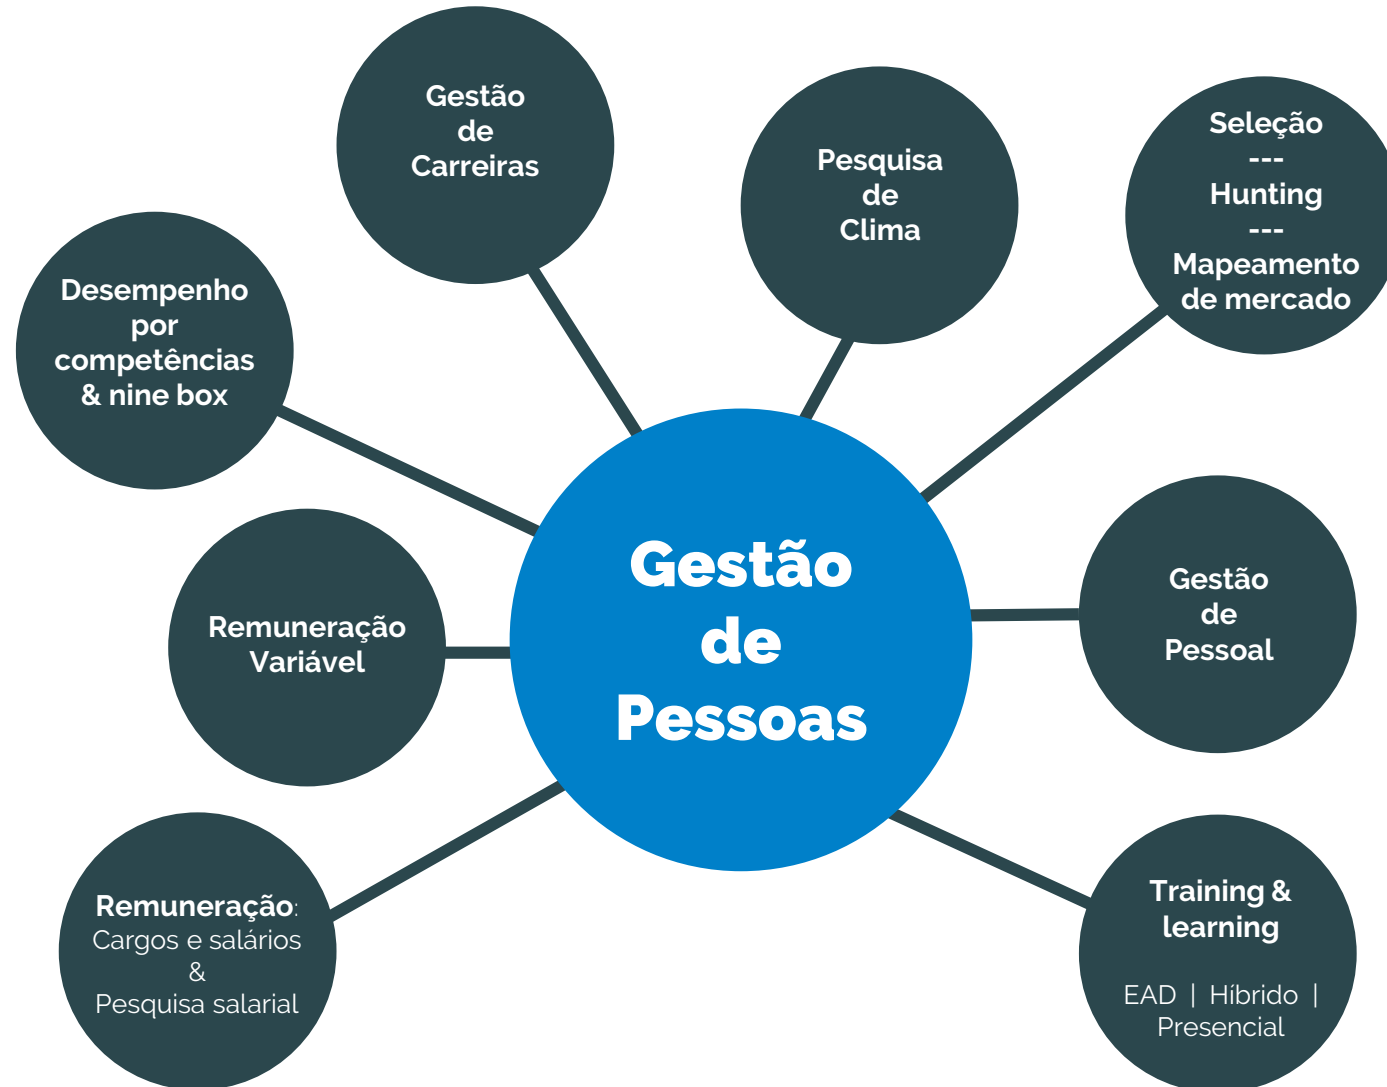 Gestão
de
Carreiras
Pesquisa
de
Clima
Seleção
---
Hunting
---
Mapeamento
de mercado
Desempenho
por
competências
& nine box
Gestão
de
Pessoas
Gestão
de
Pessoal
Remuneração
Variável
Remuneração:
Cargos e salários
&
Pesquisa salarial
Training &
learning
EAD | Híbrido |
Presencial